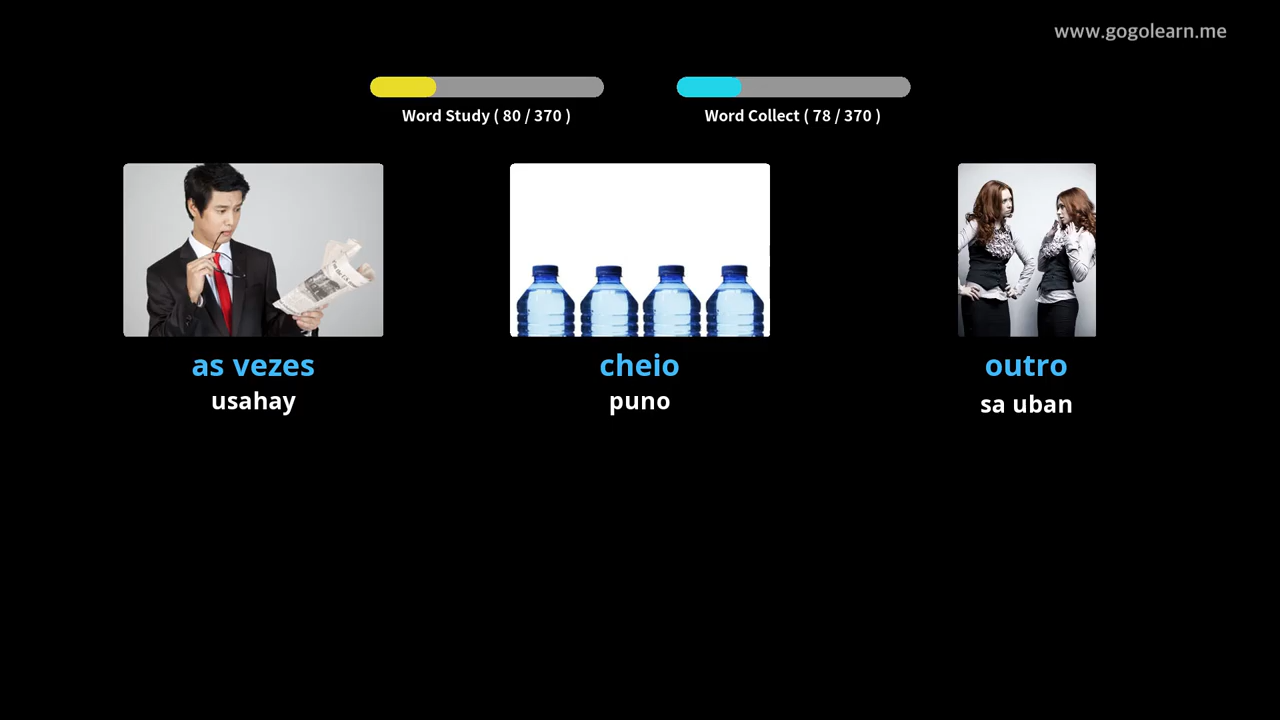 www.gogolearn.me
Word Study ( 80 / 370 )
Word Collect ( 78 / 370 )
as vezes
usahay
cheio
puno
outro
sa uban